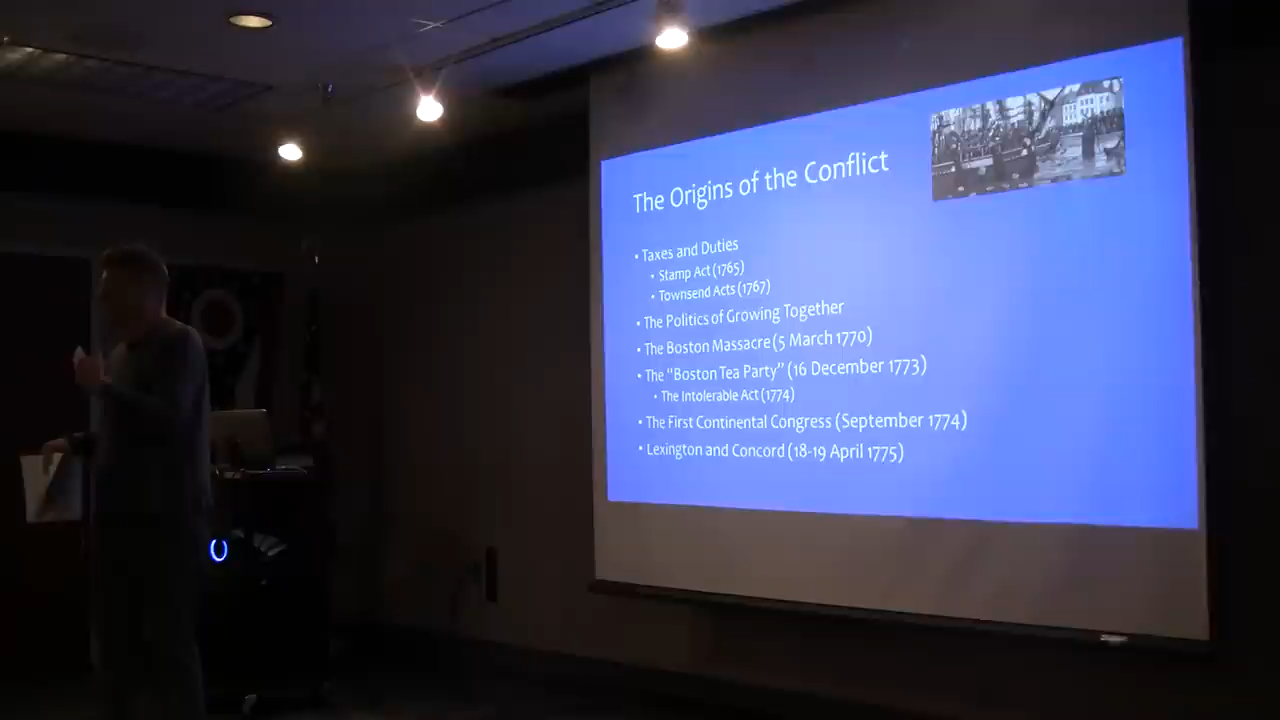 The Origins of the Conflict
• Taxes and Duties
• Stamp Act (1765)
• Townsend Acts (1767)
• The Politics of Growing Together
• The Boston Massacre (5 March 1770)
• The "Boston Tea Party" (16 December 1773)
• The Intolerable Act (1774)
• The First Continental Congress (September 1774)
• Lexington and Concord (18-19 April 1775)